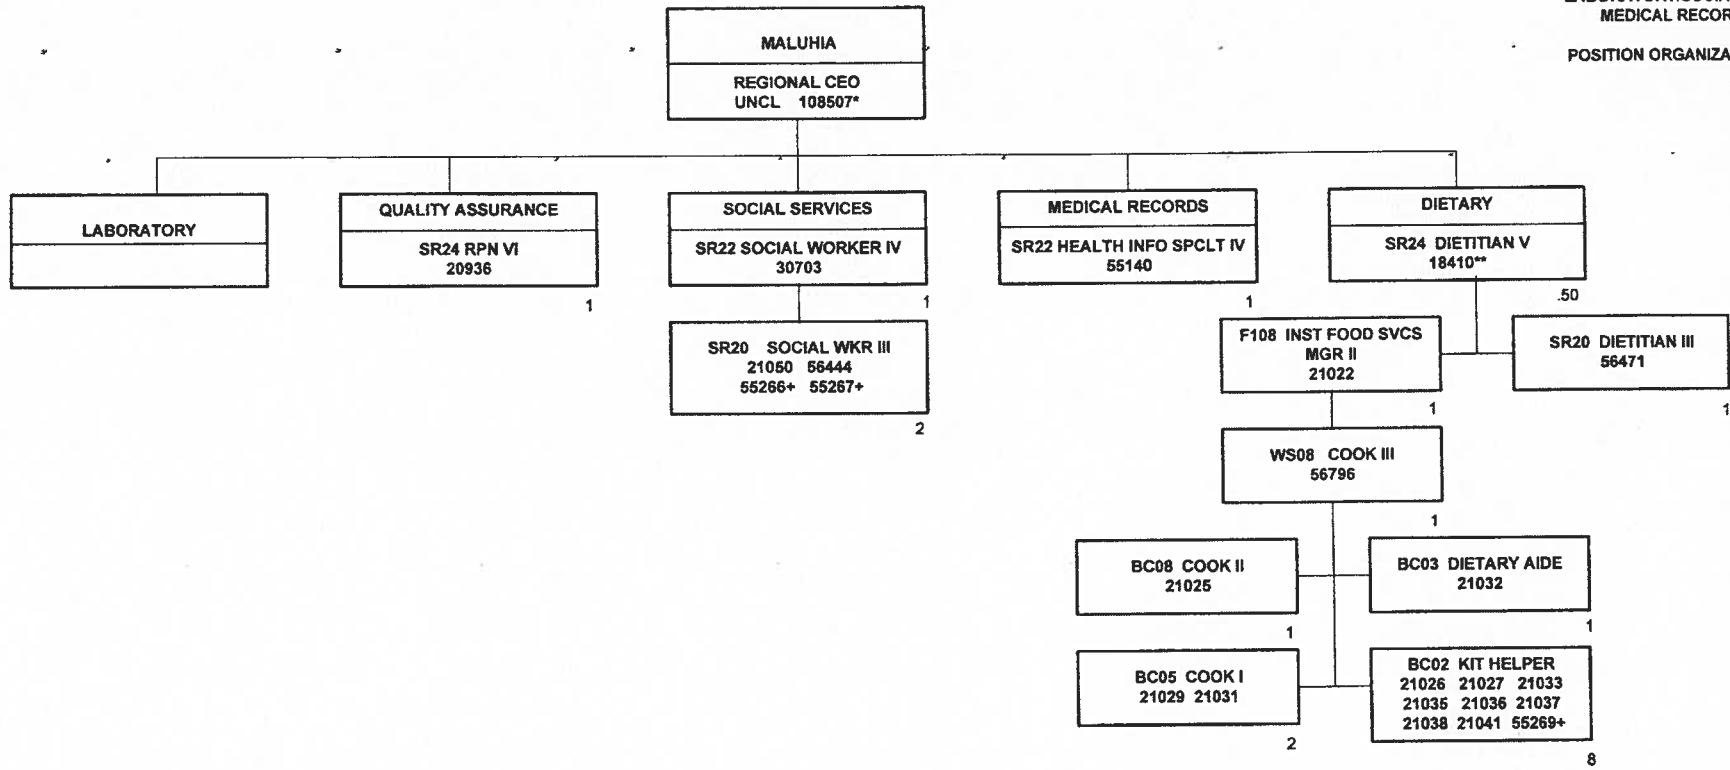 MEDICAL RECOR
POSITION ORGANIZA
MALUHIA
REGIONAL CEO
UNCL 108507*
LABORATORY
QUALITY ASSURANCE
SR24 RPN VI
20936
1
SOCIAL SERVICES
SR22 SOCIAL WORKER IV
30703
1
SR20 SOCIAL WKR III
21050 56444
55266+ 55267+
2
MEDICAL RECORDS
SR22 HEALTH INFO SPCLT IV
55140
1
DIETARY
SR24 DIETITIAN V
18410**
.50
F108 INST FOOD SVCS
MGR II
21022
1
SR20 DIETITIAN III
56471
1
WS08 COOK III
56796
1
BC08 COOK II
21025
1
BC03 DIETARY AIDE
21032
1
BC05 COOK I
21029 21031
2
BC02 KIT HELPER
21026 21027 21033
21035 21036 21037
21038 21041 55269+
8